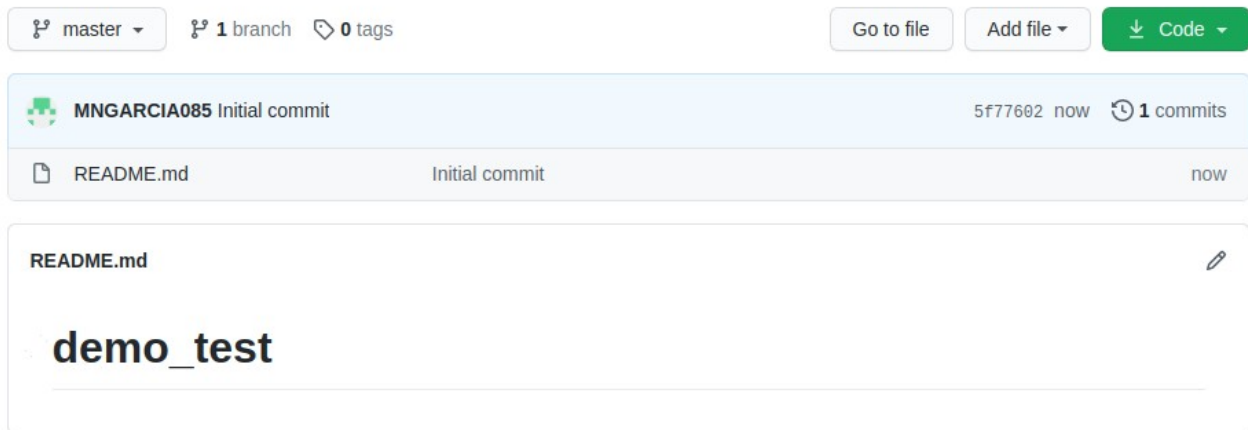 master 1 branch 0 tags Go to file Add file Code
MNGARCIA085 Initial commit 5f77602 now 1 commits
README.md Initial commit now
README.md
demo_test